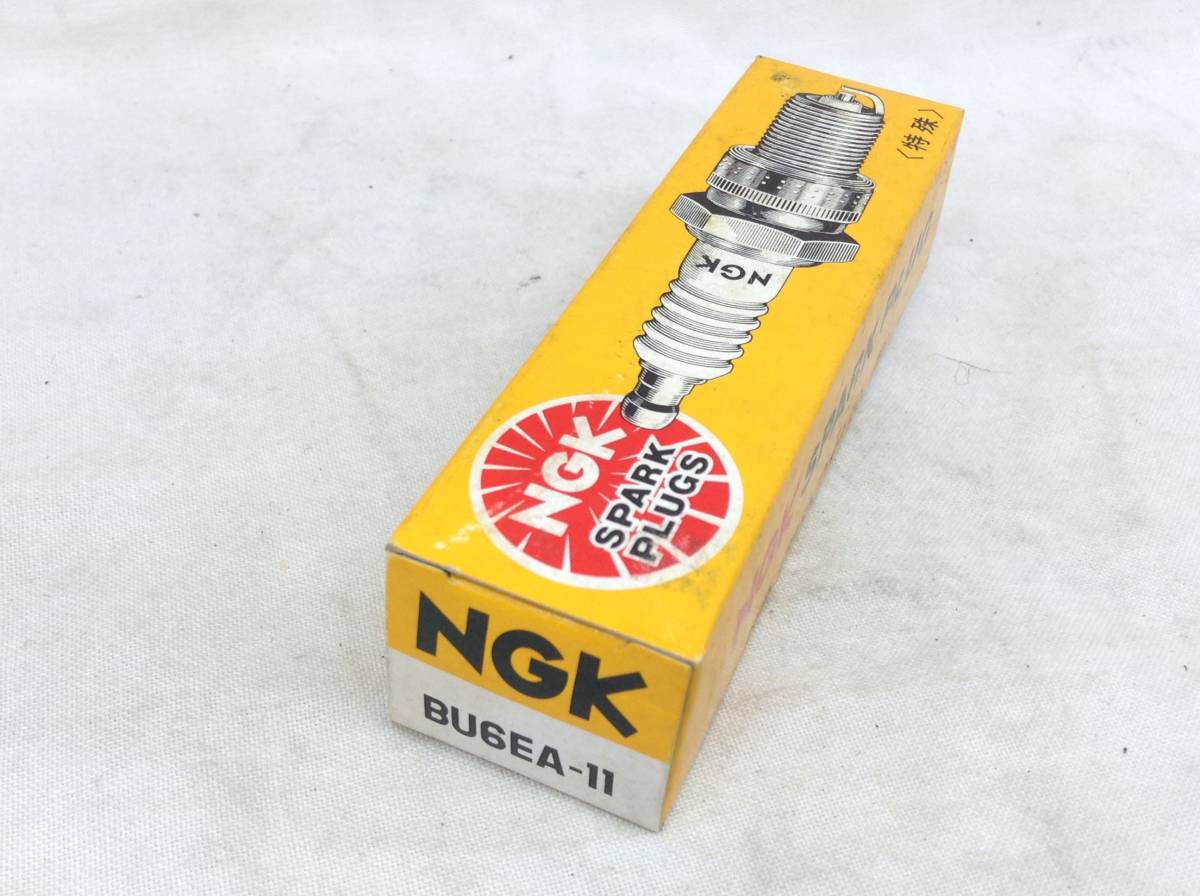 〈特殊〉
NGK
NGK
SPARK
PLUGS
NGK
BU6EA-11